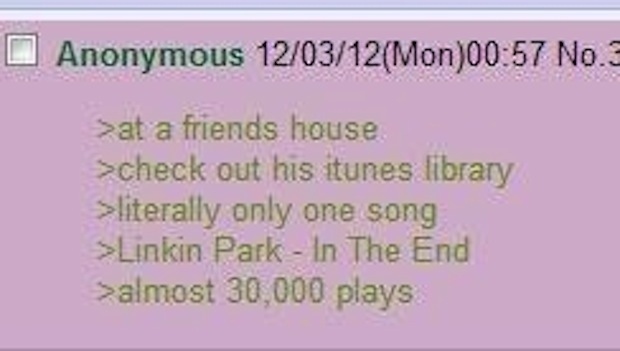 Anonymous 12/03/12(Mon)00:57 No.3
>at a friends house
>check out his itunes library
>literally only one song
>Linkin Park - In The End
>almost 30,000 plays